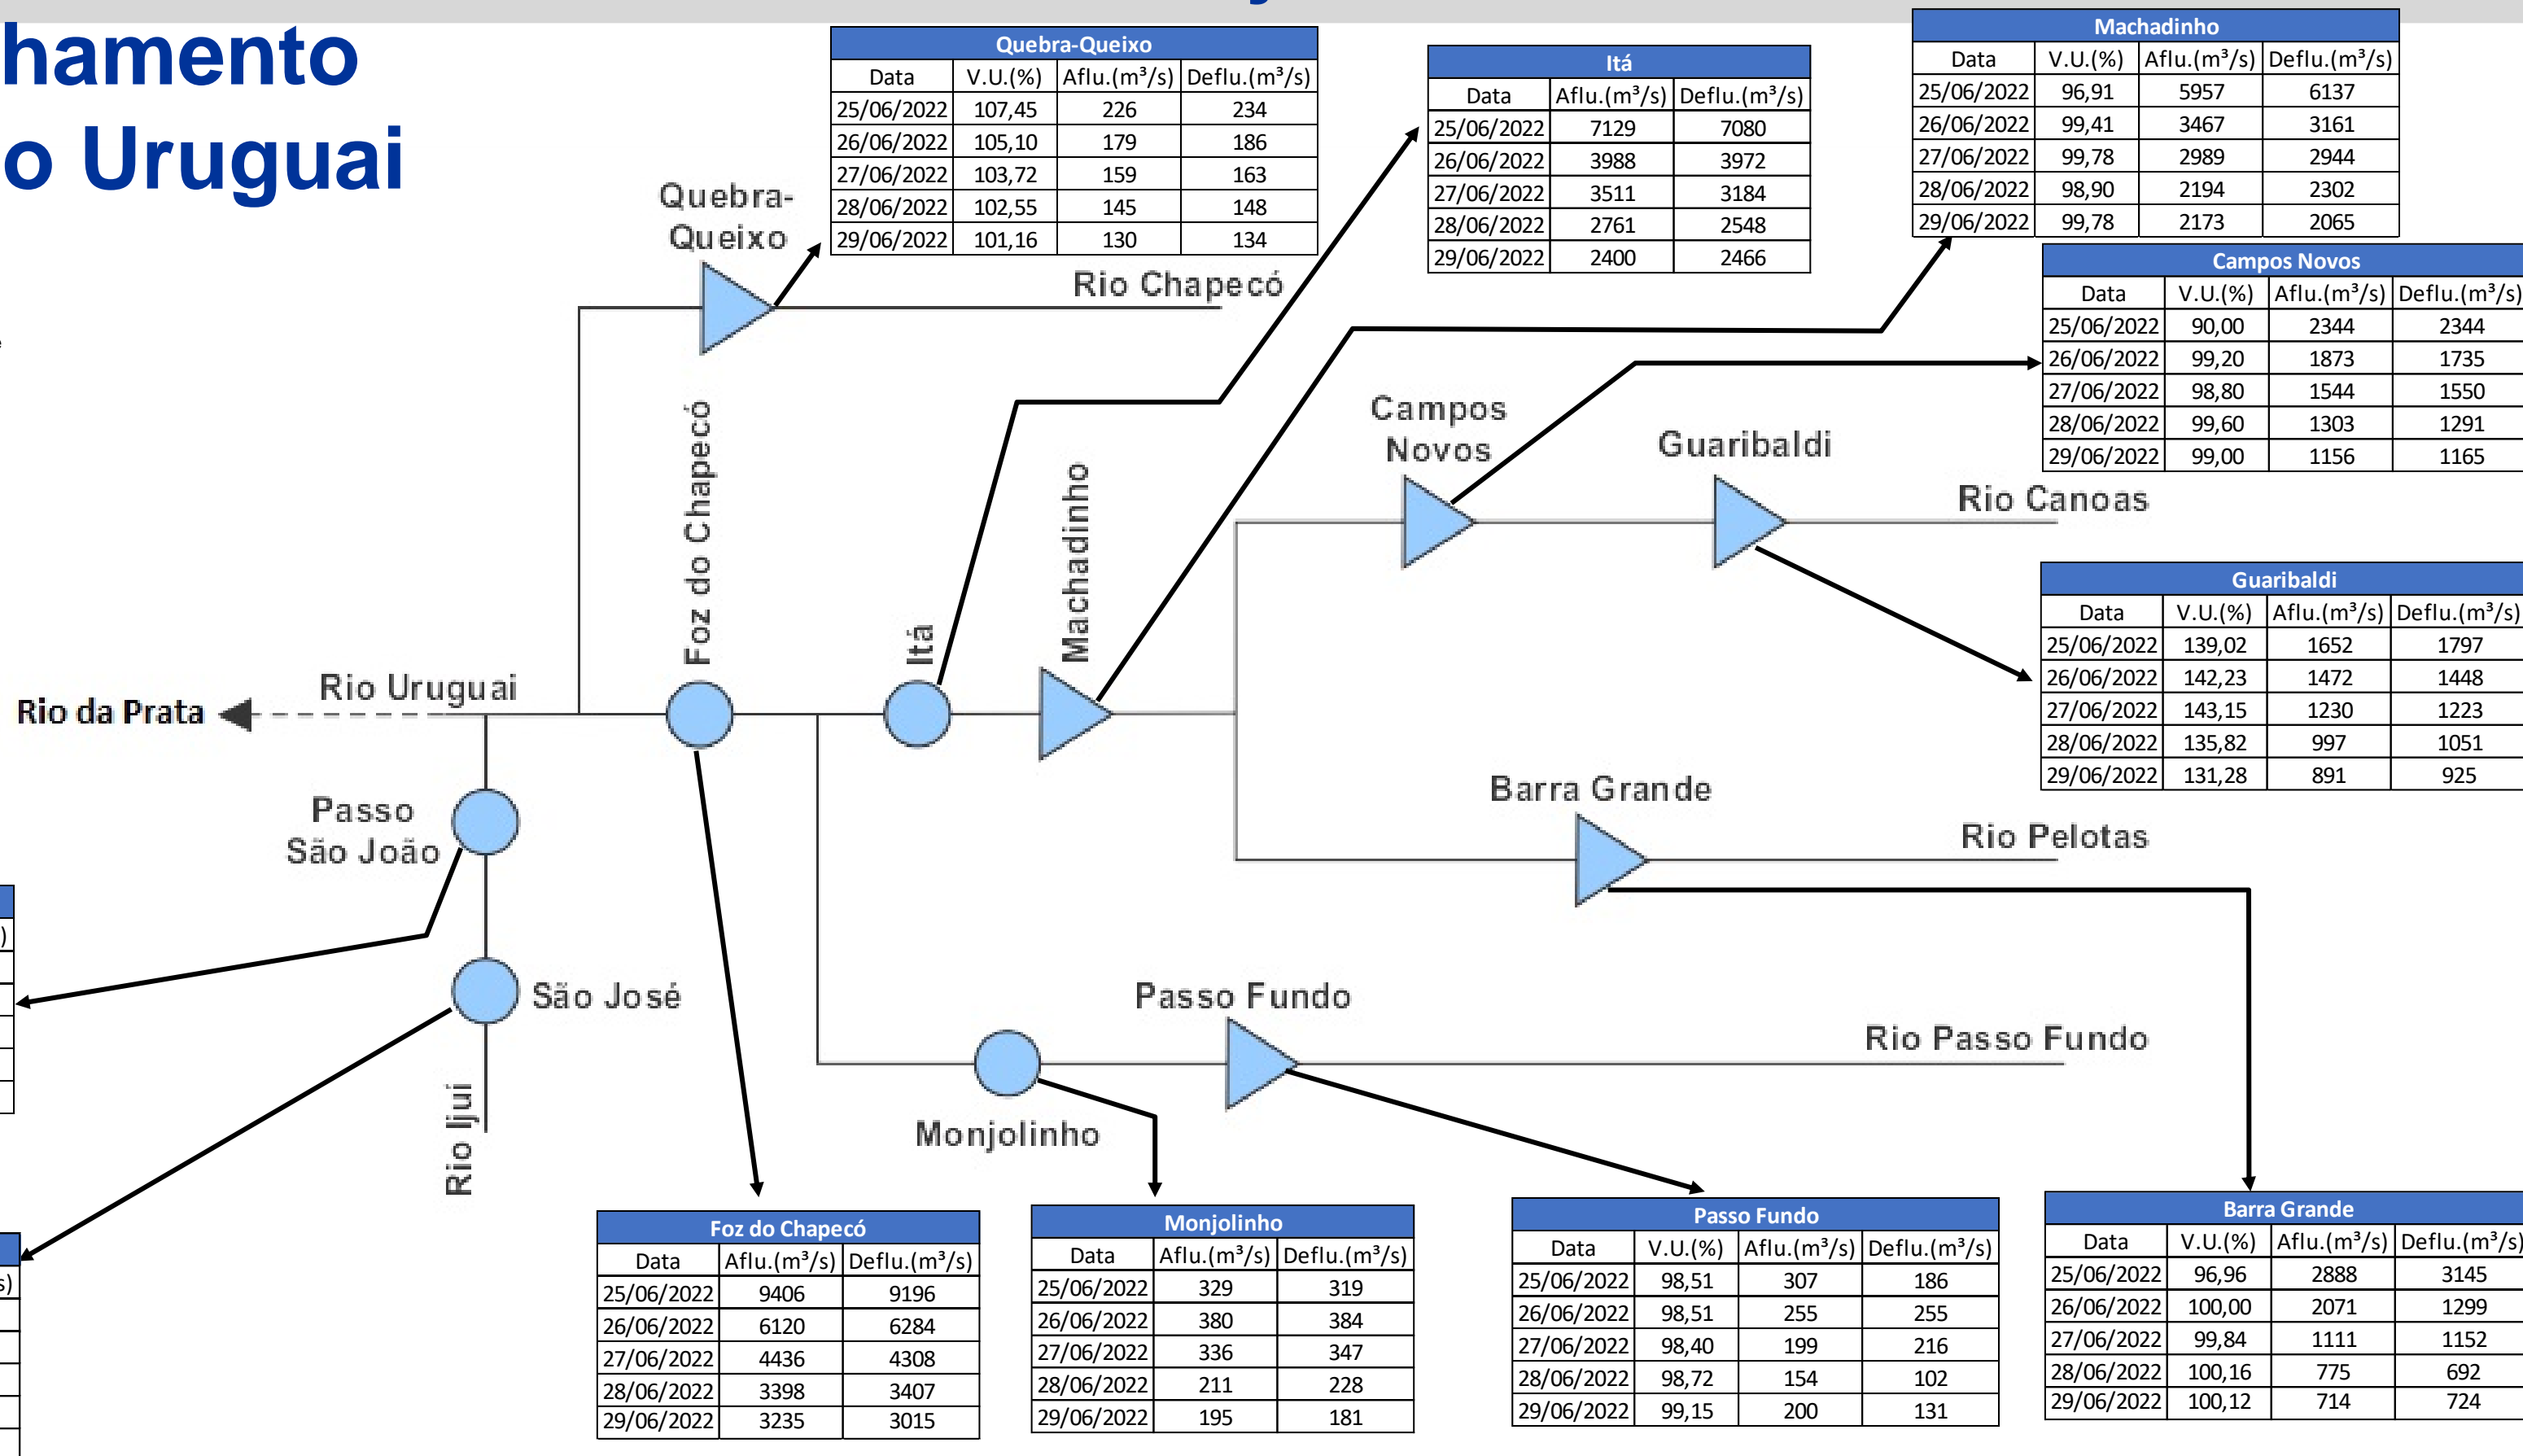 hamento
o Uruguai
Quebra-Queixo
Data V.U.(%) Aflu.(m³/s) Deflu.(m³/s)
25/06/2022 107,45 226 234
26/06/2022 105,10 179 186
27/06/2022 103,72 159 163
28/06/2022 102,55 145 148
29/06/2022 101,16 130 134
Itá
Data Aflu.(m³/s) Deflu.(m³/s)
25/06/2022 7129 7080
26/06/2022 3988 3972
27/06/2022 3511 3184
28/06/2022 2761 2548
29/06/2022 2400 2466
Machadinho
Data V.U.(%) Aflu.(m³/s) Deflu.(m³/s)
25/06/2022 96,91 5957 6137
26/06/2022 99,41 3467 3161
27/06/2022 99,78 2989 2944
28/06/2022 98,90 2194 2302
29/06/2022 99,78 2173 2065
Campos Novos
Data V.U.(%) Aflu.(m³/s) Deflu.(m³/s)
25/06/2022 90,00 2344 2344
26/06/2022 99,20 1873 1735
27/06/2022 98,80 1544 1550
28/06/2022 99,60 1303 1291
29/06/2022 99,00 1156 1165
Quebra-
Queixo
Rio Chapecó
Foz do Chapecó
Itá
Machadinho
Campos
Novos
Guaribaldi
Rio Canoas
Guaribaldi
Data V.U.(%) Aflu.(m³/s) Deflu.(m³/s)
25/06/2022 139,02 1652 1797
26/06/2022 142,23 1472 1448
27/06/2022 143,15 1230 1223
28/06/2022 135,82 997 1051
29/06/2022 131,28 891 925
Rio da Prata
Rio Uruguai
Passo
São João
Barra Grande
Rio Pelotas
São José
Rio Ijuí
Passo Fundo
Rio Passo Fundo
Monjolinho
Foz do Chapecó
Data Aflu.(m³/s) Deflu.(m³/s)
25/06/2022 9406 9196
26/06/2022 6120 6284
27/06/2022 4436 4308
28/06/2022 3398 3407
29/06/2022 3235 3015
Monjolinho
Data Aflu.(m³/s) Deflu.(m³/s)
25/06/2022 329 319
26/06/2022 380 384
27/06/2022 336 347
28/06/2022 211 228
29/06/2022 195 181
Passo Fundo
Data V.U.(%) Aflu.(m³/s) Deflu.(m³/s)
25/06/2022 98,51 307 186
26/06/2022 98,51 255 255
27/06/2022 98,40 199 216
28/06/2022 98,72 154 102
29/06/2022 99,15 200 131
Barra Grande
Data V.U.(%) Aflu.(m³/s) Deflu.(m³/s)
25/06/2022 96,96 2888 3145
26/06/2022 100,00 2071 1299
27/06/2022 99,84 1111 1152
28/06/2022 100,16 775 692
29/06/2022 100,12 714 724